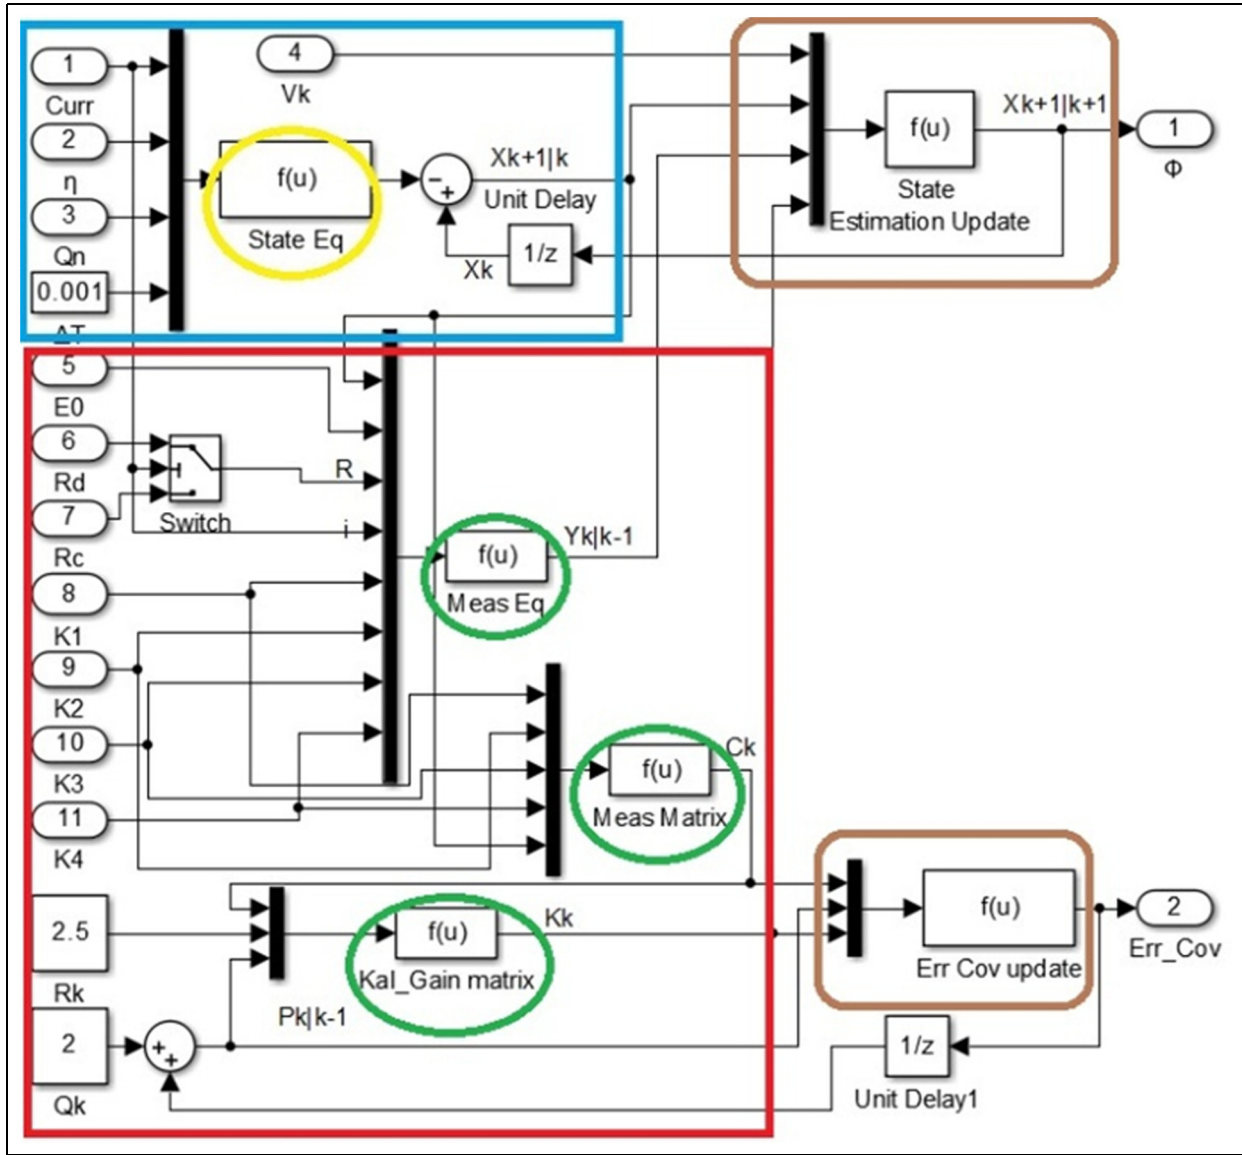 1
Curr
2
η
3
Qn
0.001
ΔT
4
Vk
f(u)
State Eq
−
+
Xk+1|k
Unit Delay
1/z
Xk
f(u)
State
Estimation Update
Xk+1|k+1
1
Φ
5
E0
6
Rd
7
Rc
Switch
R
i
8
K1
9
K2
10
K3
11
K4
f(u)
Meas Eq
Yk|k-1
f(u)
Meas Matrix
Ck
2.5
Rk
2
Qk
+
+
Pk|k-1
f(u)
Kal_Gain matrix
Kk
f(u)
Err Cov update
2
Err_Cov
1/z
Unit Delay1